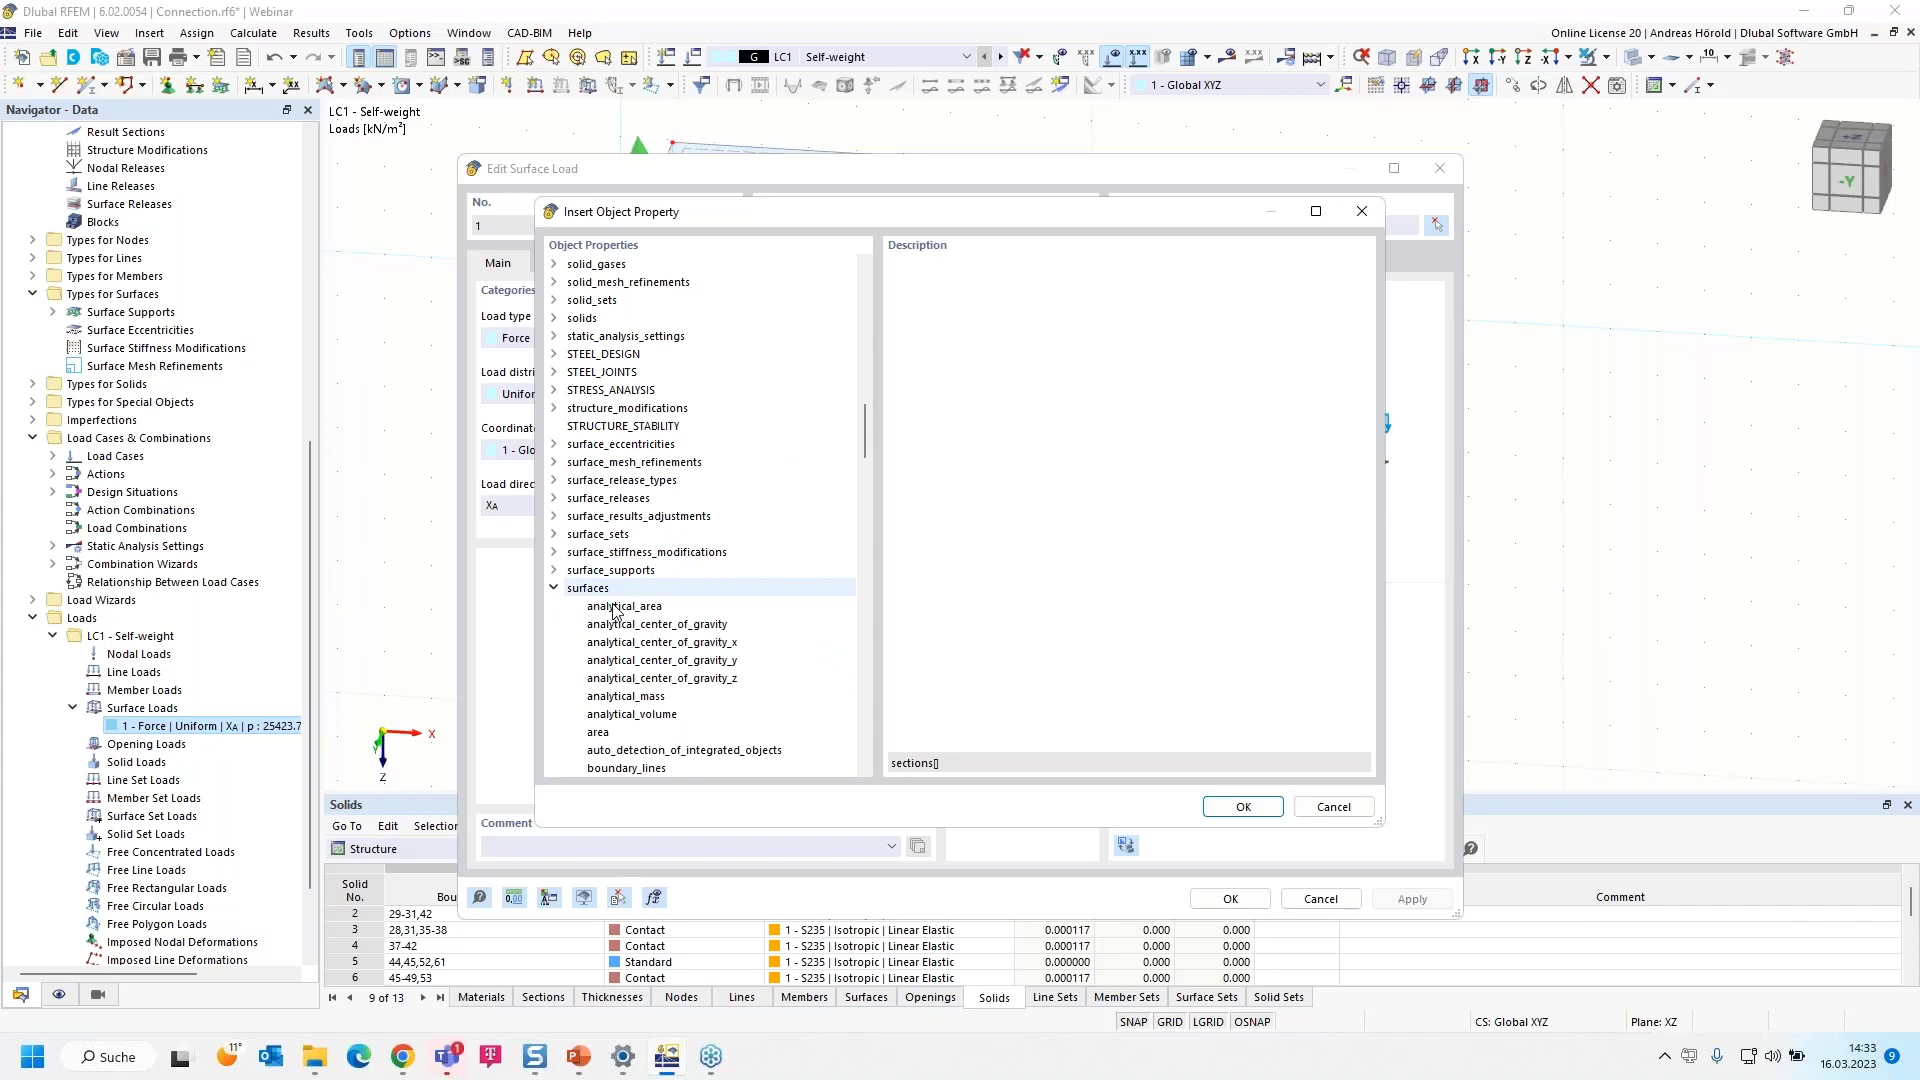 Dlubal RFEM | 6.02.0054 | Connection.rf6* | Webinar
File Edit View Insert Assign Calculate Results Tools Options Window CAD-BIM Help
Online License 20 | Andreas Hörold | Dlubal Software GmbH
G LC1 Self-weight
1 - Global XYZ
Navigator - Data
Result Sections
Structure Modifications
Nodal Releases
Line Releases
Surface Releases
Blocks
Types for Nodes
Types for Lines
Types for Members
Types for Surfaces
Surface Supports
Surface Eccentricities
Surface Stiffness Modifications
Surface Mesh Refinements
Types for Solids
Types for Special Objects
Imperfections
Load Cases & Combinations
Load Cases
Actions
Design Situations
Action Combinations
Load Combinations
Static Analysis Settings
Combination Wizards
Relationship Between Load Cases
Load Wizards
Loads
LC1 - Self-weight
Nodal Loads
Line Loads
Member Loads
Surface Loads
1 - Force | Uniform | XA | p : 25423.7
Opening Loads
Solid Loads
Line Set Loads
Member Set Loads
Surface Set Loads
Solid Set Loads
Free Concentrated Loads
Free Line Loads
Free Rectangular Loads
Free Circular Loads
Free Polygon Loads
Imposed Nodal Deformations
Imposed Line Deformations
LC1 - Self-weight
Loads [kN/m²]
-Y
+Z
X
Y
Z
Edit Surface Load
No.
1
Main
Categories
Load type
Force
Load distri
Unifor
Coordinat
1 - Glo
Load direc
XA
Comment
OK Cancel Apply
Insert Object Property
Object Properties
solid_gases
solid_mesh_refinements
solid_sets
solids
static_analysis_settings
STEEL_DESIGN
STEEL_JOINTS
STRESS_ANALYSIS
structure_modifications
STRUCTURE_STABILITY
surface_eccentricities
surface_mesh_refinements
surface_release_types
surface_releases
surface_results_adjustments
surface_sets
surface_stiffness_modifications
surface_supports
surfaces
analytical_area
analytical_center_of_gravity
analytical_center_of_gravity_x
analytical_center_of_gravity_y
analytical_center_of_gravity_z
analytical_mass
analytical_volume
area
auto_detection_of_integrated_objects
boundary_lines
Description
sections[]
OK Cancel
Solids
Go To Edit Selection
Structure
Solid No. Bou Comment
2 29-31,42
3 28,31,35-38 Contact 1 - S235 | Isotropic | Linear Elastic 0.000117 0.000 0.000
4 37-42 Contact 1 - S235 | Isotropic | Linear Elastic 0.000117 0.000 0.000
5 44,45,52,61 Standard 1 - S235 | Isotropic | Linear Elastic 0.000000 0.000 0.000
6 45-49,53 Contact 1 - S235 | Isotropic | Linear Elastic 0.000117 0.000 0.000
9 of 13 Materials Sections Thicknesses Nodes Lines Members Surfaces Openings Solids Line Sets Member Sets Surface Sets Solid Sets
SNAP GRID LGRID OSNAP
CS: Global XYZ
Plane: XZ
11°
Suche
1
14:33
16.03.2023
9